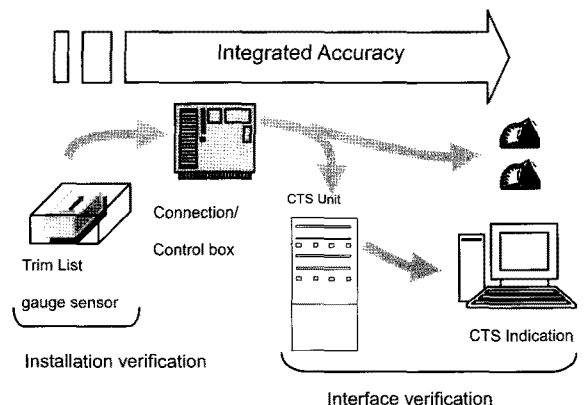 Integrated Accuracy
CTS Unit
Connection/
Control box
Trim List
gauge sensor
CTS Indication
Installation verification
Interface verification